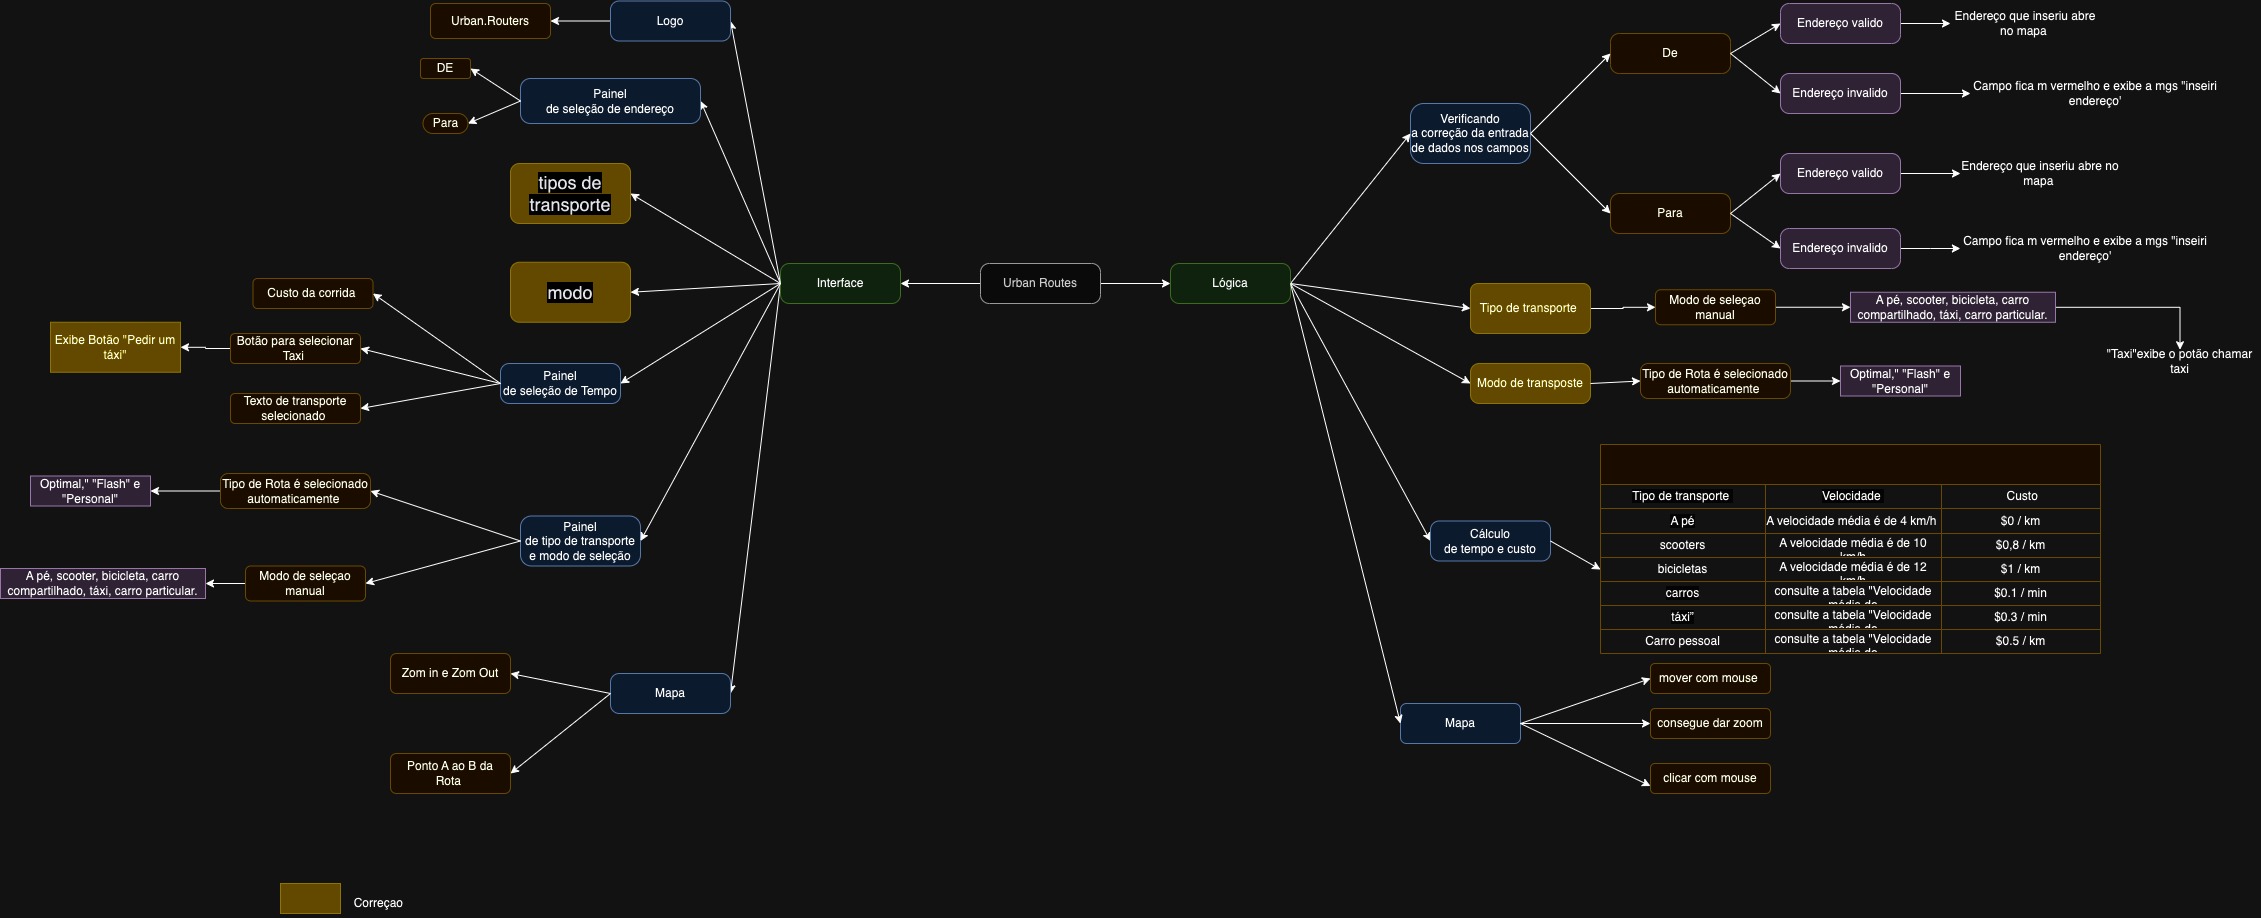 Urban.Routers
Logo
DE
Para
Painel
de seleção de endereço
tipos de
transporte
modo
Custo da corrida
Exibe Botão "Pedir um
táxi"
Botão para selecionar
Taxi
Texto de transporte
selecionado
Painel
de seleção de Tempo
Optimal," "Flash" e
"Personal"
Tipo de Rota é selecionado
automaticamente
A pé, scooter, bicicleta, carro
compartilhado, táxi, carro particular.
Modo de seleçao
manual
Painel
de tipo de transporte
e modo de seleção
Zom in e Zom Out
Ponto A ao B da
Rota
Mapa
Interface
Urban Routes
Lógica
Verificando
a correção da entrada
de dados nos campos
De
Endereço valido
Endereço que inseriu abre
no mapa
Endereço invalido
Campo fica m vermelho e exibe a mgs "inseiri
endereço'
Para
Endereço valido
Endereço que inseriu abre no
mapa
Endereço invalido
Campo fica m vermelho e exibe a mgs "inseiri
endereço'
Tipo de transporte
Modo de seleçao
manual
A pé, scooter, bicicleta, carro
compartilhado, táxi, carro particular.
"Taxi"exibe o potão chamar
taxi
Modo de transposte
Tipo de Rota é selecionado
automaticamente
Optimal," "Flash" e
"Personal"
Cálculo
de tempo e custo
Tipo de transporte Velocidade Custo
A pé A velocidade média é de 4 km/h $0 / km
scooters A velocidade média é de 10 km/h $0,8 / km
bicicletas A velocidade média é de 12 km/h $1 / km
carros consulte a tabela "Velocidade média de $0.1 / min
táxi" consulte a tabela "Velocidade média de $0.3 / min
Carro pessoal consulte a tabela "Velocidade média de $0.5 / km
Mapa
mover com mouse
consegue dar zoom
clicar com mouse
Correçao